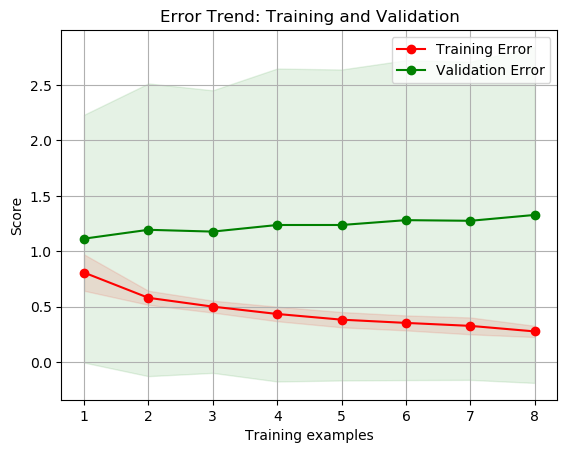 Error Trend: Training and Validation
Training Error
Validation Error
Score
2.5
2.0
1.5
1.0
0.5
0.0
1 2 3 4 5 6 7 8
Training examples